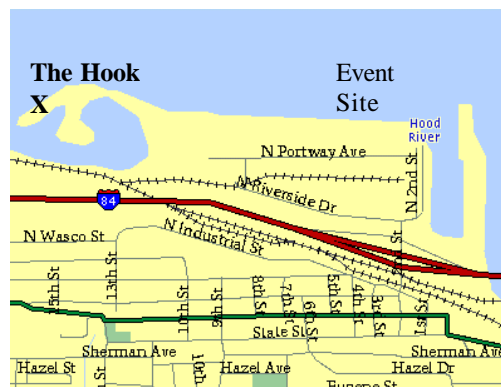 The Hook
X
Event
Site
Hood
River
N Portway Ave
N Riverside Dr
N 2nd St
84
N Wasco St
N Industrial St
2nd St
15th St
13th St
10th St
9th St
8th St
7th St
6th St
5th St
4th St
3rd St
1st St
State St
Sherman Ave
Sherman Ave
Hazel St
10th
Hazel Ave
Hazel Dr
Eugene St